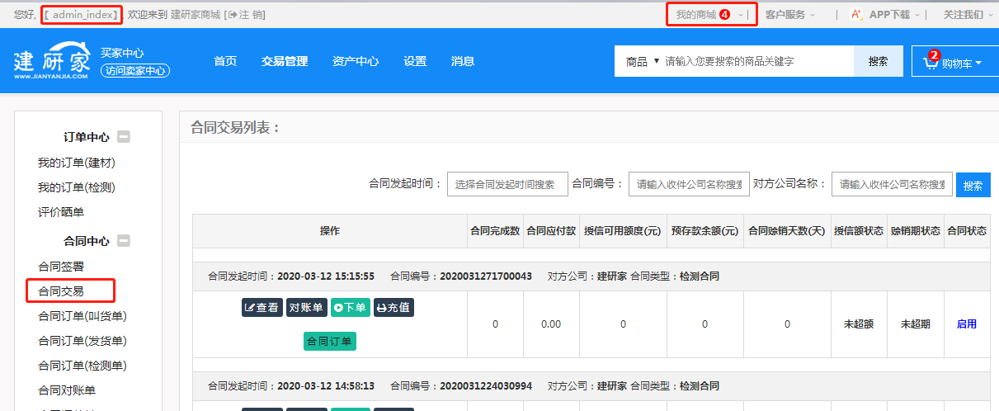 您好, 【 admin_index】, 欢迎来到 建研家商城 [注 销] 我的商城 4 | 客户服务 | A+ APP下载 | 关注我们
建研家 WWW.JIANYANJIA.COM
买家中心
访问卖家中心
首页 交易管理 资产中心 设置 消息
商品 ▼ 请输入您要搜索的商品关键字 搜索
2 购物车
订单中心
我的订单(建材)
我的订单(检测)
评价晒单
合同中心
合同签署
合同交易
合同订单(叫货单)
合同订单(发货单)
合同订单(检测单)
合同对账单
合同交易列表：
合同发起时间： 选择合同发起时间搜索 合同编号： 请输入收件公司名称搜索 对方公司名称： 请输入收件公司名称搜索 搜索
操作 合同完成数 合同应付款 授信可用额度(元) 预存款余额(元) 合同赊销天数(天) 授信额状态 赊销期状态 合同状态
合同发起时间：2020-03-12 15:15:55 合同编号：2020031271700043 对方公司：建研家 合同类型：检测合同
查看 对账单 下单 充值
合同订单
0 0.00 0 0 0 未超额 未超期 启用
合同发起时间：2020-03-12 14:58:13 合同编号：2020031224030994 对方公司：建研家 合同类型：检测合同